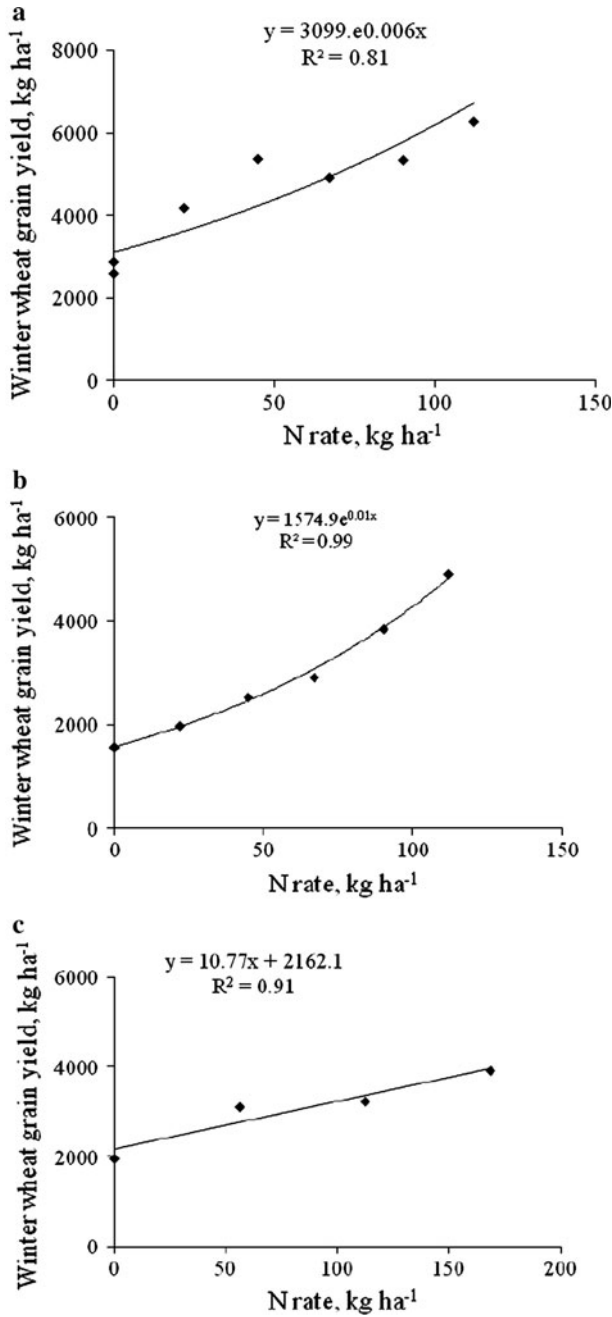 a
y = 3099.e0.006x
R² = 0.81
Winter wheat grain yield, kg ha⁻¹
8000
6000
4000
2000
0
0 50 100 150
N rate, kg ha⁻¹
b
y = 1574.9e⁰·⁰¹ˣ
R² = 0.99
Winter wheat grain yield, kg ha⁻¹
6000
4000
2000
0
0 50 100 150
N rate, kg ha⁻¹
c
y = 10.77x + 2162.1
R² = 0.91
Winter wheat grain yield, kg ha⁻¹
6000
4000
2000
0
0 50 100 150 200
N rate, kg ha⁻¹